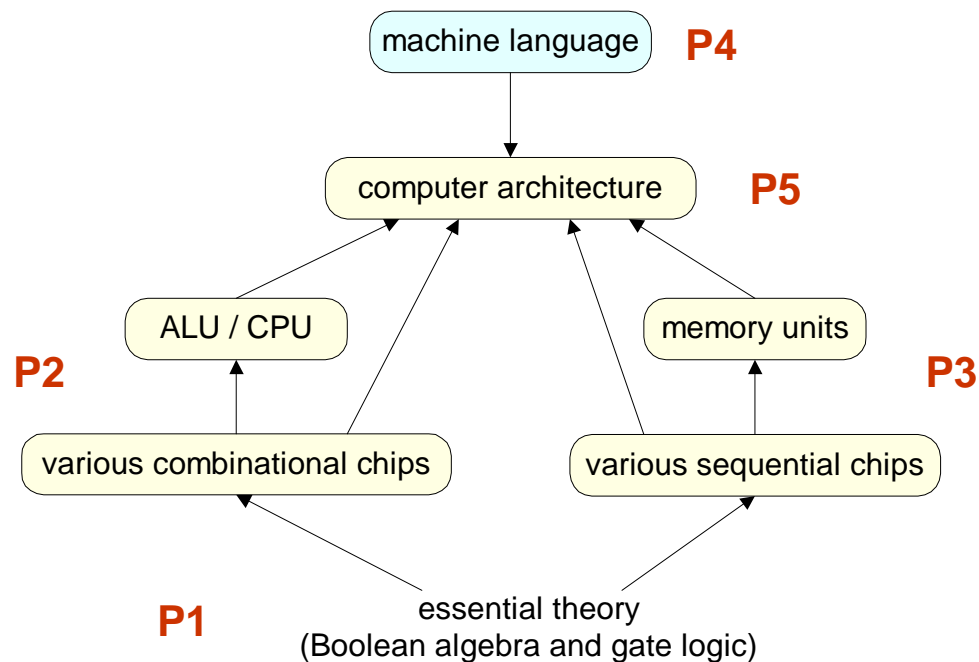 machine language
P4
computer architecture
P5
ALU / CPU
memory units
P2
P3
various combinational chips
various sequential chips
P1
essential theory
(Boolean algebra and gate logic)